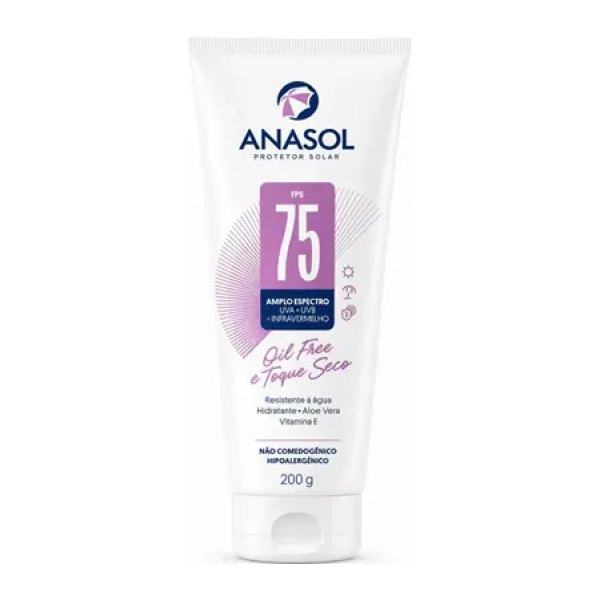 ANASOL
PROTETOR SOLAR
FPS
75
AMPLO ESPECTRO
UVA • UVB
+ INFRAVERMELHO
Oil Free
e Toque Seco
Resistente à água
Hidratante • Aloe Vera
Vitamina E
NÃO COMEDOGÊNICO
HIPOALERGÊNICO
200 g